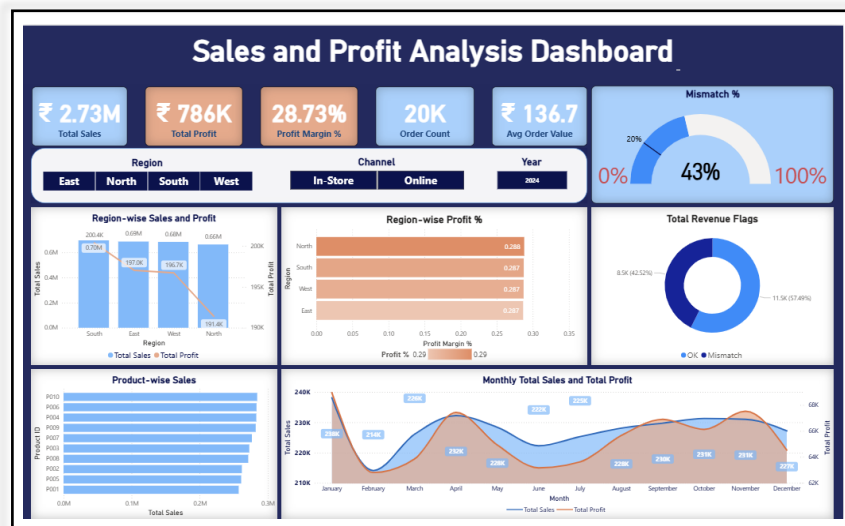 Sales and Profit Analysis Dashboard
₹ 2.73M
Total Sales
₹ 786K
Total Profit
28.73%
Profit Margin %
20K
Order Count
₹ 136.7
Avg Order Value
Mismatch %
20%
0%
43%
100%
Region
East North South West
Channel
In-Store Online
Year
2024
Region-wise Sales and Profit
Total Sales
0.6M
0.4M
0.2M
0.0M
200.4K 0.69M 0.68M 0.66M
0.70M
197.0K
196.7K
191.4K
200K
195K
190K
Total Profit
South East West North
Region
Total Sales Total Profit
Region-wise Profit %
Region
North 0.288
South 0.287
West 0.287
East 0.287
0.00 0.05 0.10 0.15 0.20 0.25 0.30 0.35
Profit Margin %
Profit % 0.29 0.29
Total Revenue Flags
8.5K (42.52%)
11.5K (57.49%)
OK Mismatch
Product-wise Sales
Product ID
P010
P006
P004
P009
P007
P003
P008
P002
P005
P001
0.0M 0.1M 0.2M 0.3M
Total Sales
Monthly Total Sales and Total Profit
Total Sales
240K
230K
220K
210K
238K 214K 226K 232K 228K 222K 225K 228K 230K 231K 231K 227K
68K
66K
64K
62K
Total Profit
January February March April May June July August September October November December
Month
Total Sales Total Profit